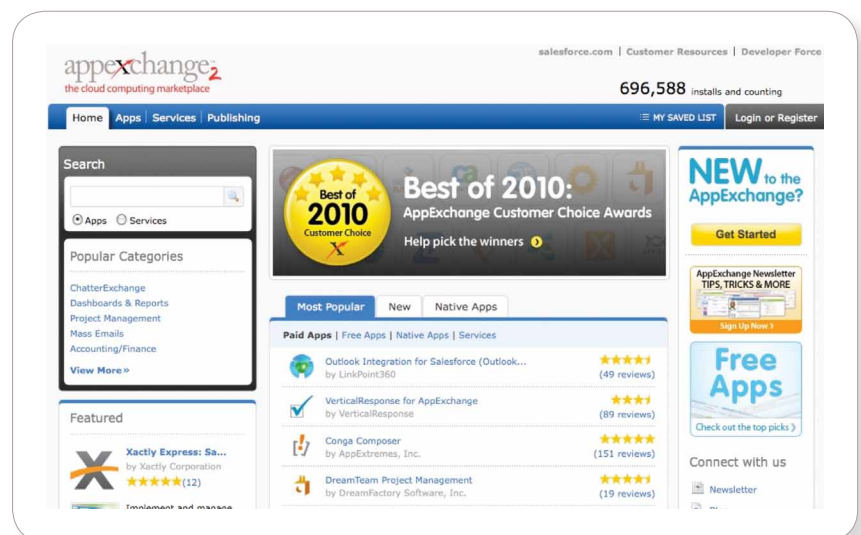 salesforce.com | Customer Resources | Developer Force
appexchange2
the cloud computing marketplace
696,588 installs and counting
Home Apps Services Publishing
MY SAVED LIST Login or Register
Search
Apps Services
Popular Categories
ChatterExchange
Dashboards & Reports
Project Management
Mass Emails
Accounting/Finance
View More»
Featured
Xactly Express: Sa...
by Xactly Corporation
(12)
Implement and manage
Best of
2010
Customer Choice
X
Best of 2010:
AppExchange Customer Choice Awards
Help pick the winners
Most Popular New Native Apps
Paid Apps | Free Apps | Native Apps | Services
Outlook Integration for Salesforce (Outlook...
by LinkPoint360
(49 reviews)
VerticalResponse for AppExchange
by VerticalResponse
(89 reviews)
Conga Composer
by AppExtremes, Inc.
(151 reviews)
DreamTeam Project Management
by DreamFactory Software, Inc.
(19 reviews)
NEW to the
AppExchange?
Get Started
AppExchange Newsletter
TIPS, TRICKS & MORE
Sign Up Now
Free
Apps
Check out the top picks
Connect with us
Newsletter